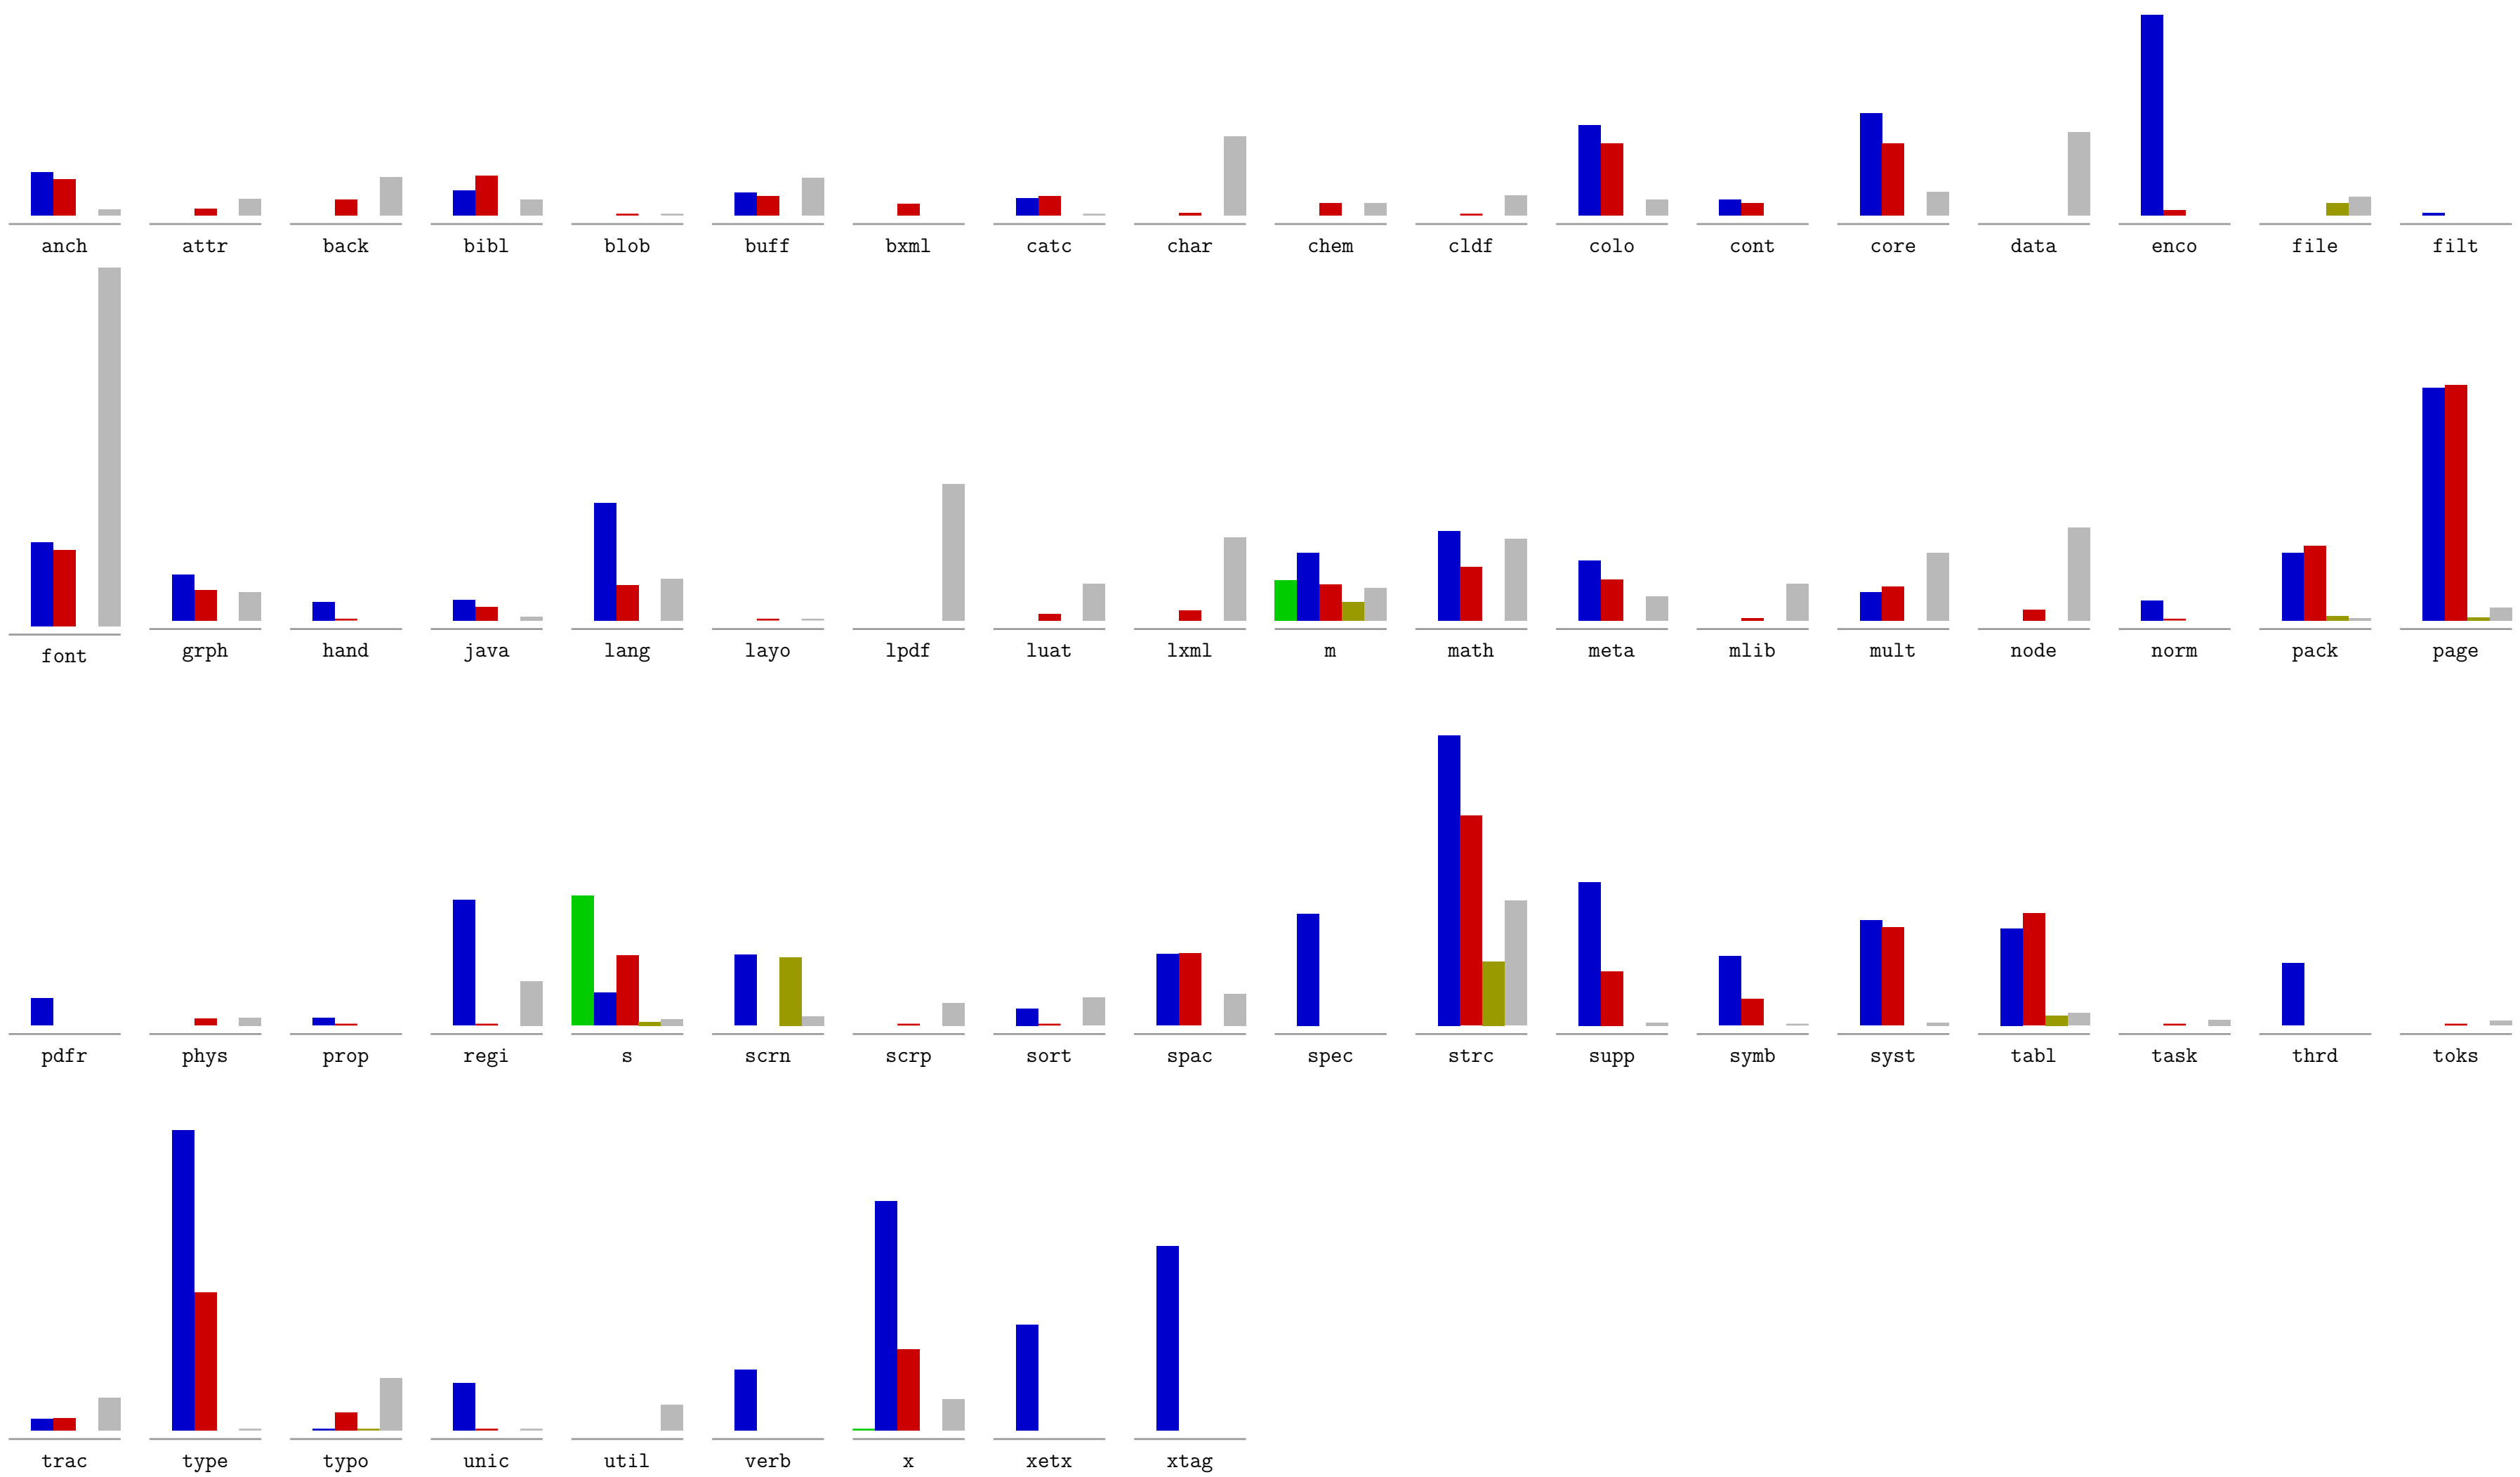 anch attr back bibl blob buff bxml catc char chem cldf colo cont core data enco file filt
font grph hand java lang layo lpdf luat lxml m math meta mlib mult node norm pack page
pdfr phys prop regi s scrn scrp sort spac spec strc supp symb syst tabl task thrd toks
trac type typo unic util verb x xetx xtag